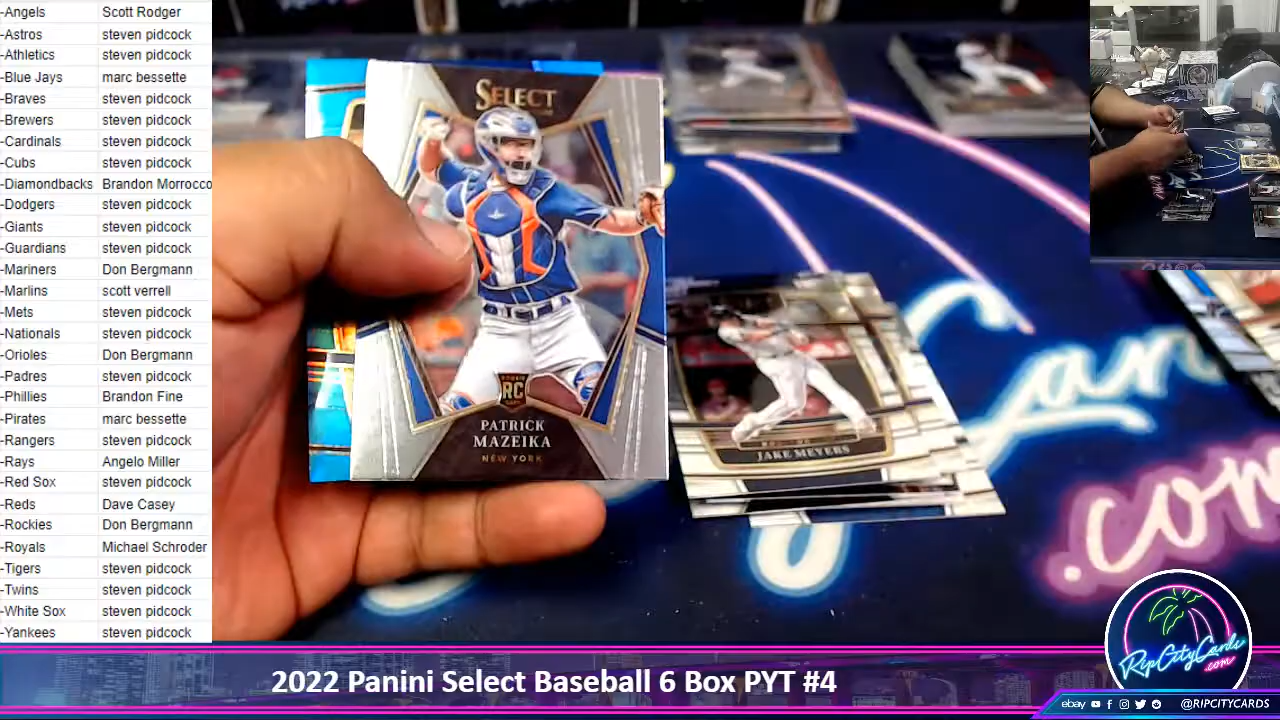 -Angels Scott Rodger
-Astros steven pidcock
-Athletics steven pidcock
-Blue Jays marc bessette
-Braves steven pidcock
-Brewers steven pidcock
-Cardinals steven pidcock
-Cubs steven pidcock
-Diamondbacks Brandon Morrocco
-Dodgers steven pidcock
-Giants steven pidcock
-Guardians steven pidcock
-Mariners Don Bergmann
-Marlins scott verrell
-Mets steven pidcock
-Nationals steven pidcock
-Orioles Don Bergmann
-Padres steven pidcock
-Phillies Brandon Fine
-Pirates marc bessette
-Rangers steven pidcock
-Rays Angelo Miller
-Red Sox steven pidcock
-Reds Dave Casey
-Rockies Don Bergmann
-Royals Michael Schroder
-Tigers steven pidcock
-Twins steven pidcock
-White Sox steven pidcock
-Yankees steven pidcock
SELECT
RC
PATRICK
MAZEIKA
NEW YORK
JAKE MEYERS
.com
RipCityCards
.com
2022 Panini Select Baseball 6 Box PYT #4
ebay @RIPCITYCARDS